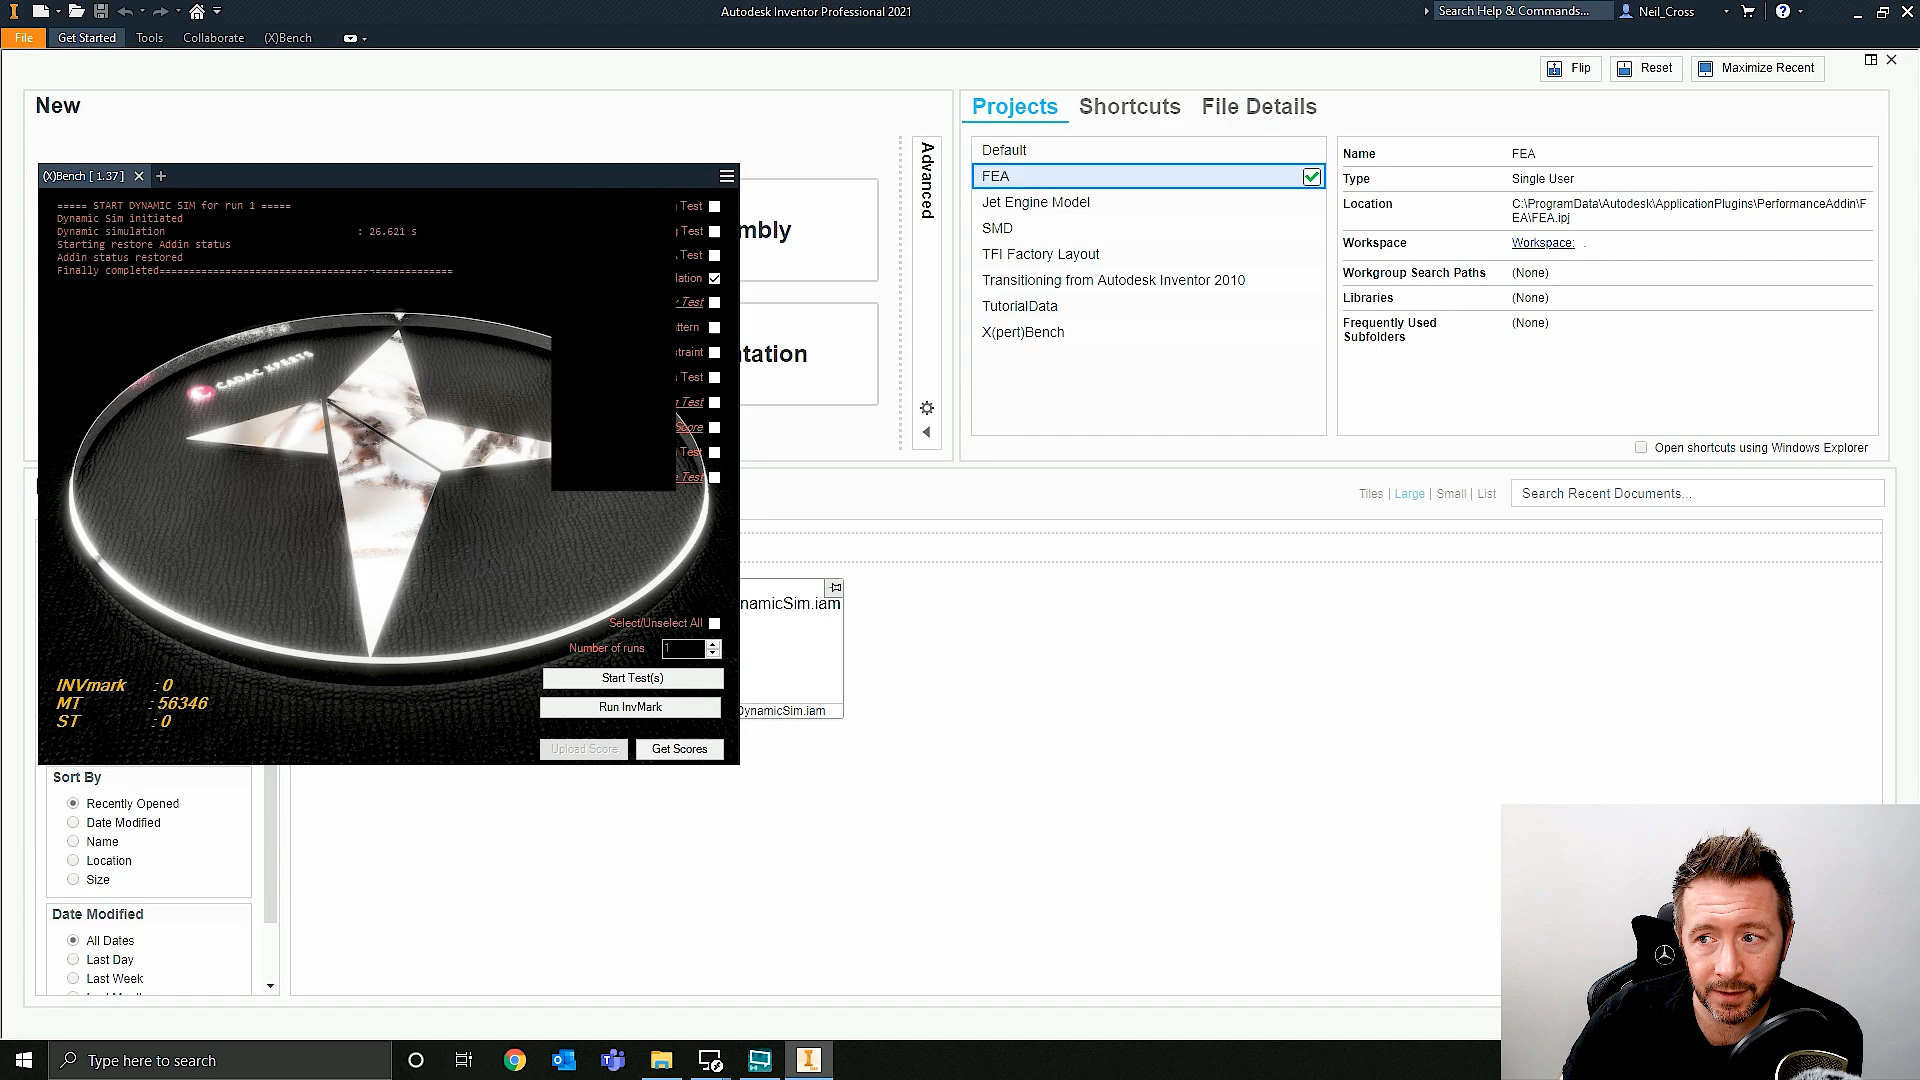 Autodesk Inventor Professional 2021
Search Help & Commands...
Neil_Cross
File
Get Started
Tools
Collaborate
(X)Bench
Flip
Reset
Maximize Recent
New
Advanced
mbly
ntation
(X)Bench [ 1.37 ]
===== START DYNAMIC SIM for run 1 =====
Dynamic Sim initiated
Dynamic simulation : 26.621 s
Starting restore Addin status
Addin status restored
Finally completed=================================================
CADAC XPERTS
Test
Test
Test
lation
Test
ttern
straint
s Test
g Test
Score
Test
e Test
Select/Unselect All
Number of runs 1
Start Test(s)
Run InvMark
Upload Score
Get Scores
INVmark : 0
MT : 56346
ST : 0
Projects
Shortcuts
File Details
Default
FEA
Jet Engine Model
SMD
TFI Factory Layout
Transitioning from Autodesk Inventor 2010
TutorialData
X(pert)Bench
Name FEA
Type Single User
Location C:\ProgramData\Autodesk\ApplicationPlugins\PerformanceAddin\F
EA\FEA.ipj
Workspace Workspace: .
Workgroup Search Paths (None)
Libraries (None)
Frequently Used (None)
Subfolders
Open shortcuts using Windows Explorer
Tiles | Large | Small | List
Search Recent Documents...
ynamicSim.iam
DynamicSim.iam
Sort By
Recently Opened
Date Modified
Name
Location
Size
Date Modified
All Dates
Last Day
Last Week
Type here to search